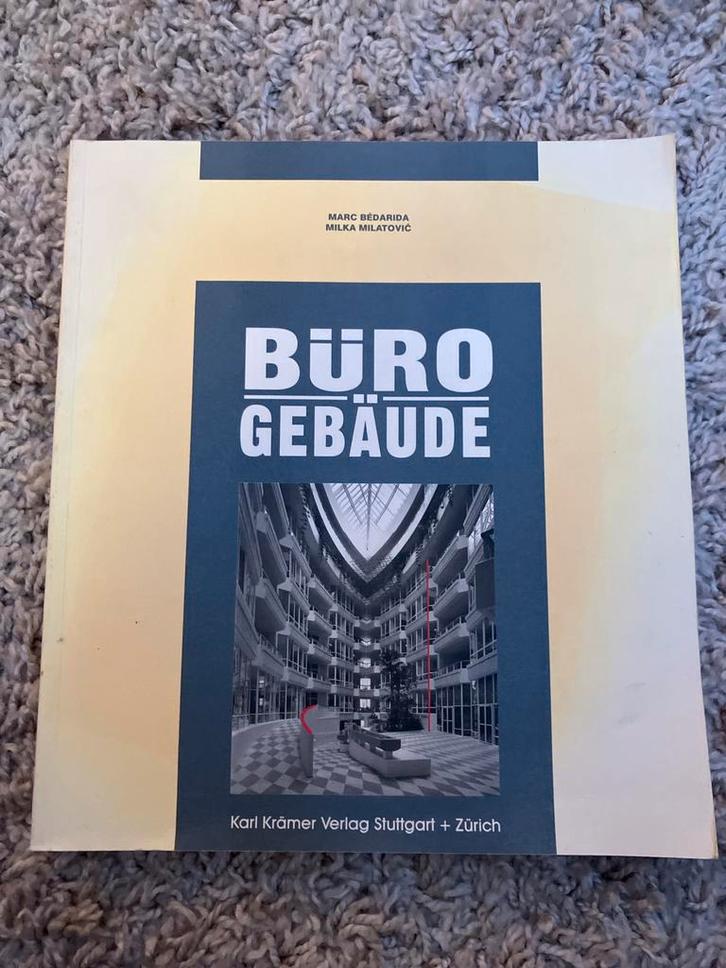 MARC BÉDARIDA
MILKA MILATOVIĆ
BÜRO
GEBÄUDE
Karl Krämer Verlag Stuttgart + Zürich